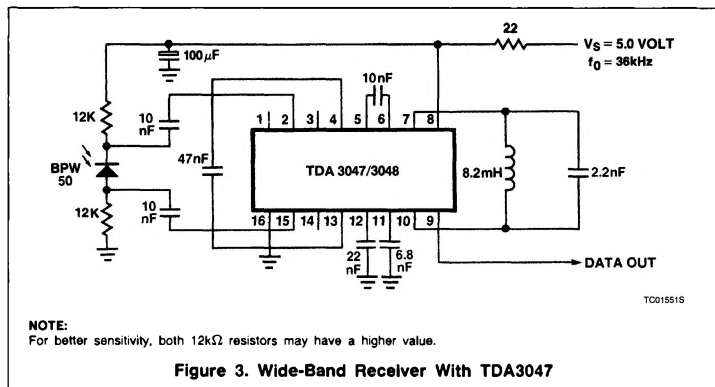 22
V_S = 5.0 VOLT
f_0 = 36kHz
100μF
10nF
12K
10 nF
1 2 3 4 5 6 7 8
BPW 50
47nF
TDA 3047/3048
8.2mH
2.2nF
12K
10 nF
16 15 14 13 12 11 10 9
22 nF
6.8 nF
DATA OUT
TC01551S
NOTE:
For better sensitivity, both 12kΩ resistors may have a higher value.
Figure 3. Wide-Band Receiver With TDA3047